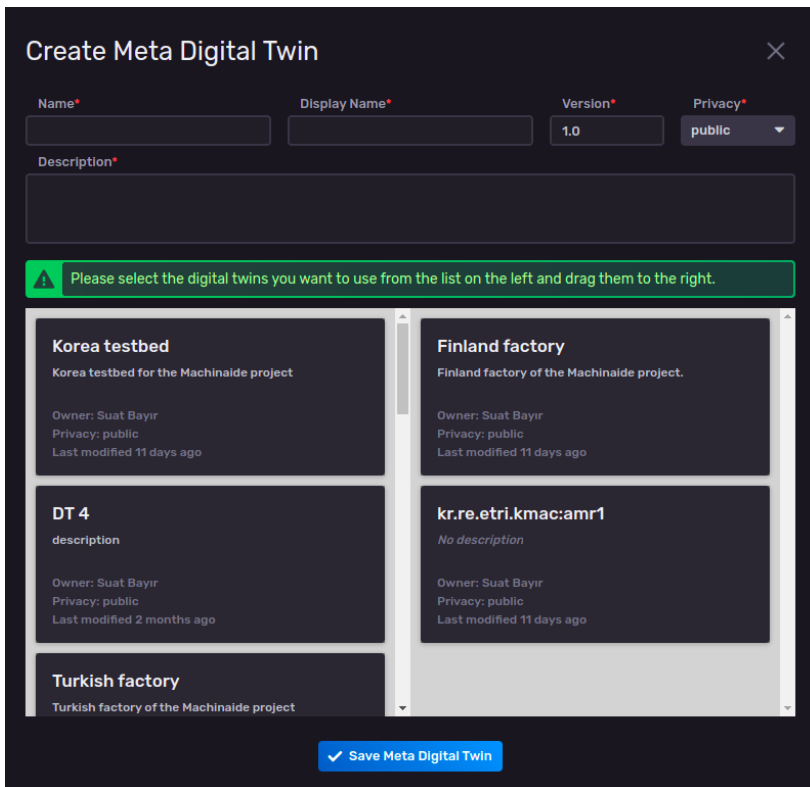 Create Meta Digital Twin
Name*
Display Name*
Version*
Privacy*
1.0
public
Description*
Please select the digital twins you want to use from the list on the left and drag them to the right.
Korea testbed
Korea testbed for the Machinaide project
Owner: Suat Bayır
Privacy: public
Last modified 11 days ago
DT 4
description
Owner: Suat Bayır
Privacy: public
Last modified 2 months ago
Turkish factory
Turkish factory of the Machinaide project
Finland factory
Finland factory of the Machinaide project.
Owner: Suat Bayır
Privacy: public
Last modified 11 days ago
kr.re.etri.kmac:amr1
No description
Owner: Suat Bayır
Privacy: public
Last modified 11 days ago
Save Meta Digital Twin